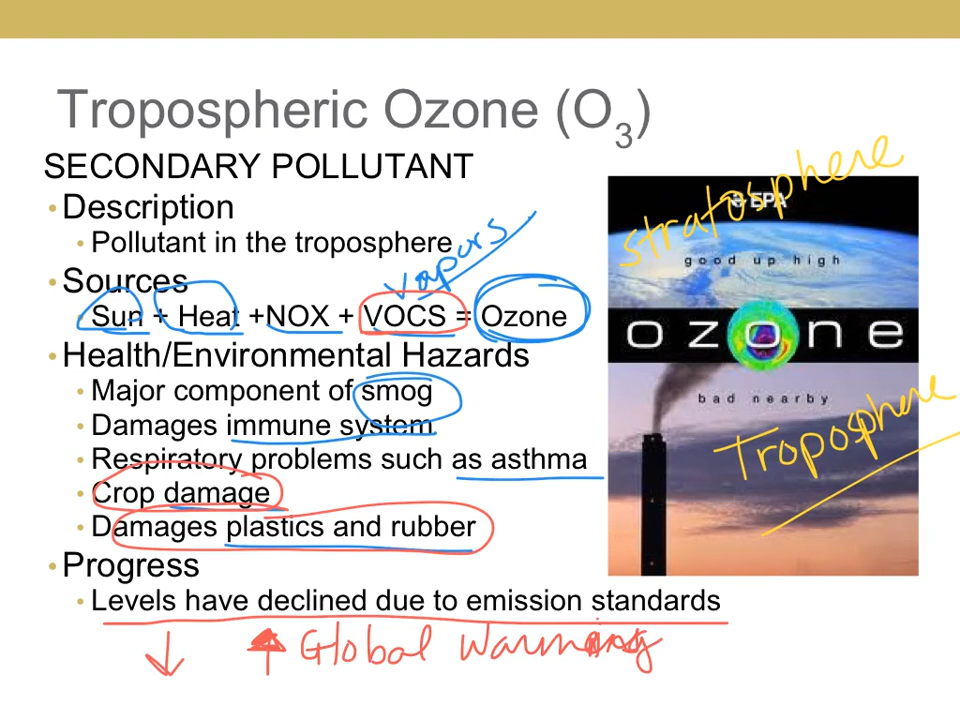 Tropospheric Ozone (O3)
SECONDARY POLLUTANT
• Description
• Pollutant in the troposphere
• Sources
• Sun + Heat +NOX + VOCS = Ozone
vapors
• Health/Environmental Hazards
• Major component of smog
• Damages immune system
• Respiratory problems such as asthma
• Crop damage
• Damages plastics and rubber
• Progress
• Levels have declined due to emission standards
↓ ↑ Global Warming
stratosphere
EPA
good up high
ozone
bad nearby
Troposphere